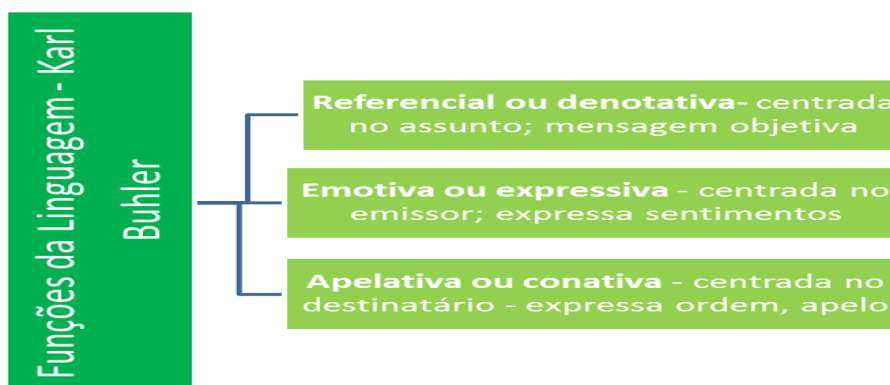 Funções da Linguagem - Karl
Buhler
Referencial ou denotativa- centrada
no assunto; mensagem objetiva
Emotiva ou expressiva - centrada no
emissor; expressa sentimentos
Apelativa ou conativa - centrada no
destinatário - expressa ordem, apelo